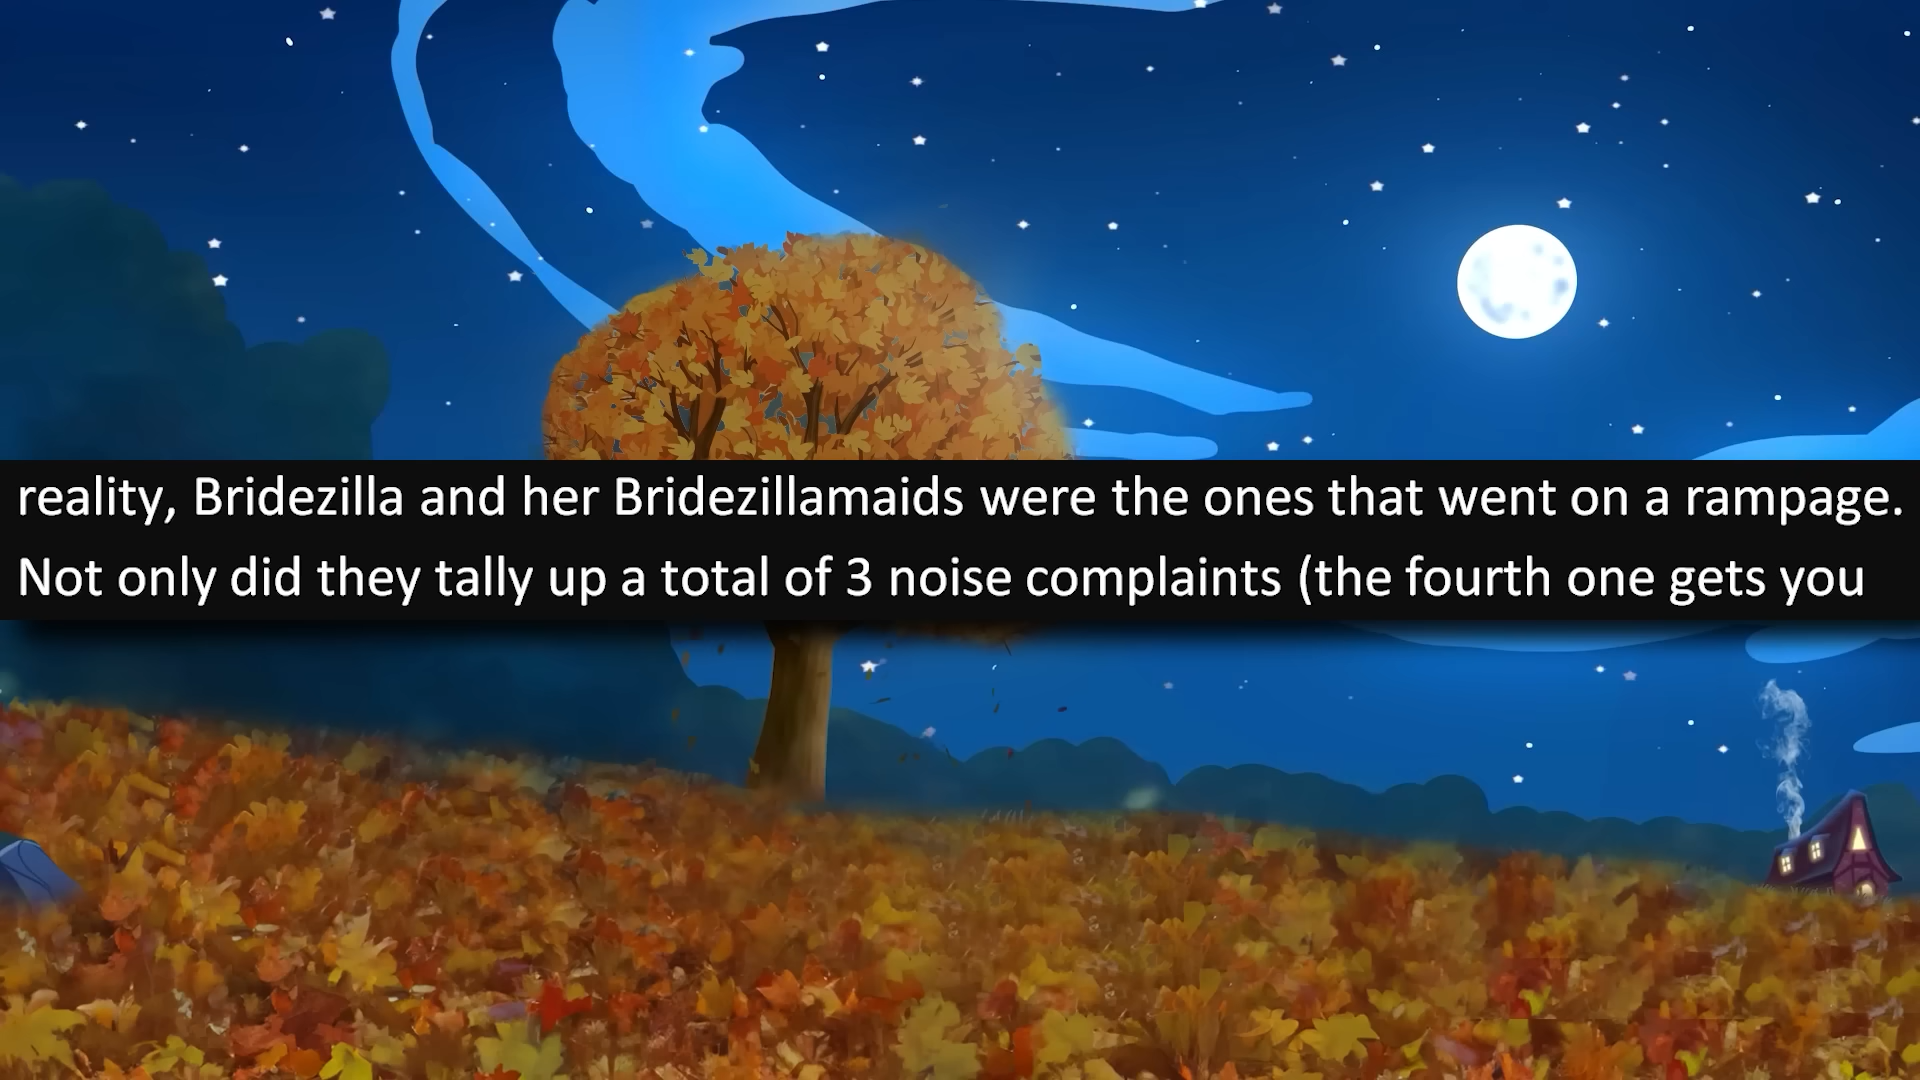 reality, Bridezilla and her Bridezillamaids were the ones that went on a rampage.
Not only did they tally up a total of 3 noise complaints (the fourth one gets you